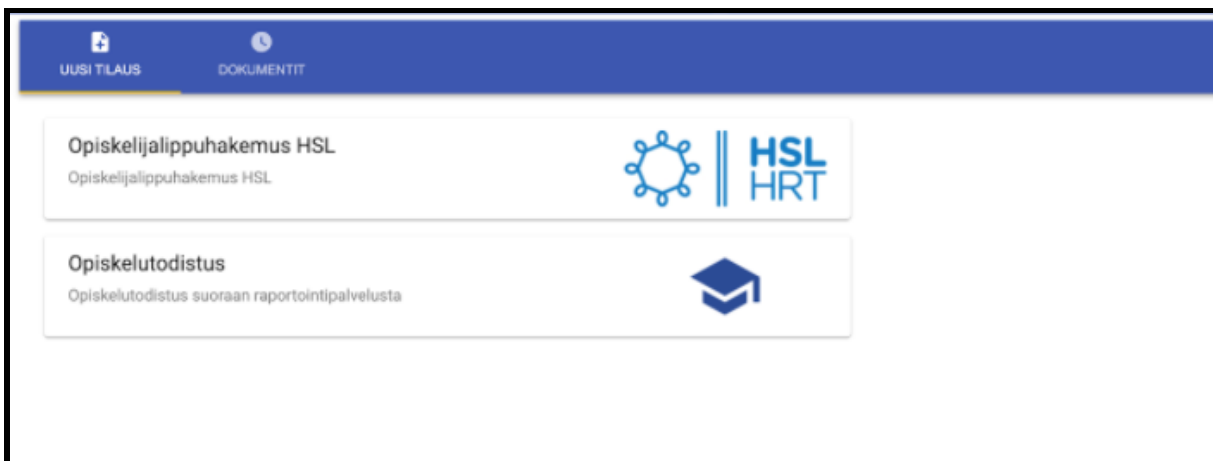 UUSI TILAUS
DOKUMENTIT
Opiskelijalippuhakemus HSL
Opiskelijalippuhakemus HSL
HSL
HRT
Opiskelutodistus
Opiskelutodistus suoraan raportointipalvelusta